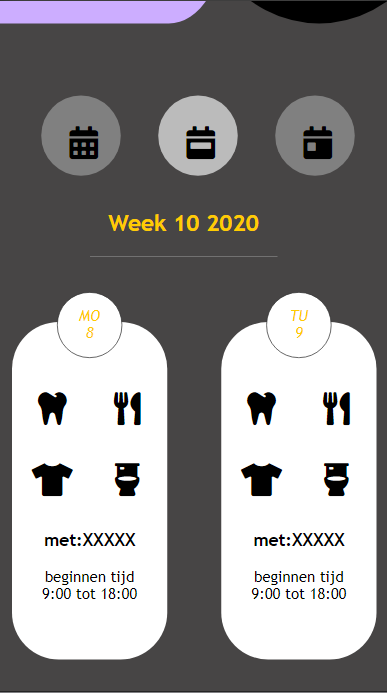 Week 10 2020
MO
8
met:XXXXX
beginnen tijd
9:00 tot 18:00
TU
9
met:XXXXX
beginnen tijd
9:00 tot 18:00